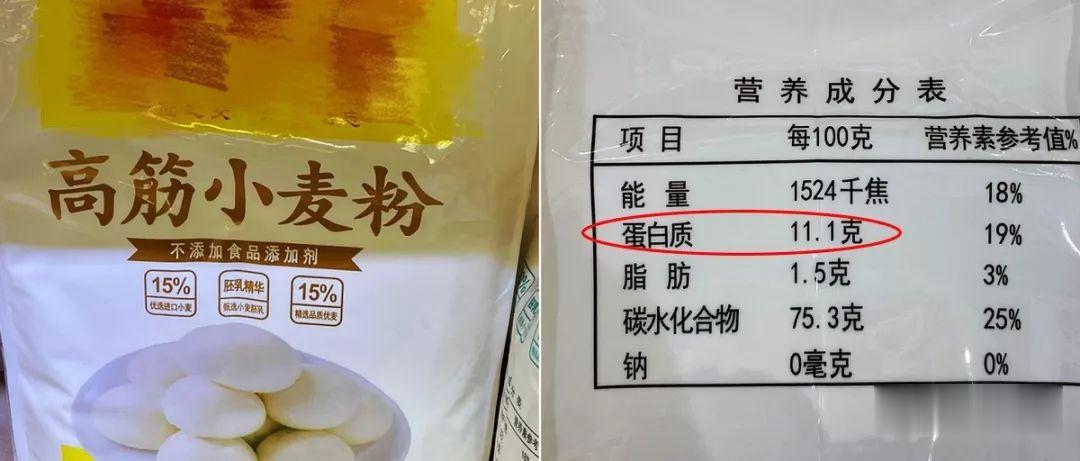 高筋小麦粉
不添加食品添加剂
15%
优选进口小麦
胚乳精华
甄选小麦胚乳
15%
精选品质优麦
营养成分表
项目 每100克 营养素参考值%
能量 1524千焦 18%
蛋白质 11.1克 19%
脂肪 1.5克 3%
碳水化合物 75.3克 25%
钠 0毫克 0%